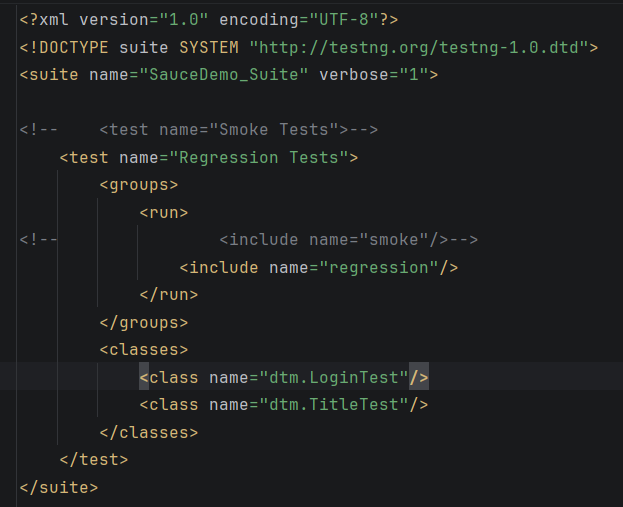 <?xml version="1.0" encoding="UTF-8"?>
<!DOCTYPE suite SYSTEM "http://testng.org/testng-1.0.dtd">
<suite name="SauceDemo_Suite" verbose="1">

<!--    <test name="Smoke Tests">-->
    <test name="Regression Tests">
        <groups>
            <run>
<!--                <include name="smoke"/>-->
                <include name="regression"/>
            </run>
        </groups>
        <classes>
            <class name="dtm.LoginTest"/>
            <class name="dtm.TitleTest"/>
        </classes>
    </test>
</suite>